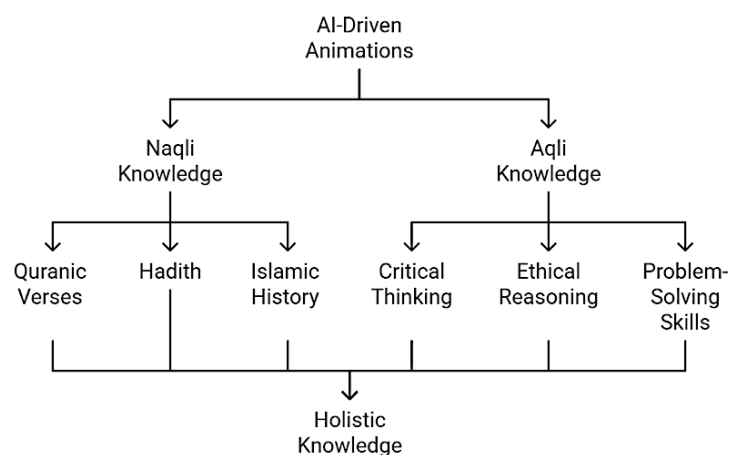 AI-Driven
Animations
Naqli
Knowledge
Aqli
Knowledge
Quranic
Verses
Hadith
Islamic
History
Critical
Thinking
Ethical
Reasoning
Problem-
Solving
Skills
Holistic
Knowledge